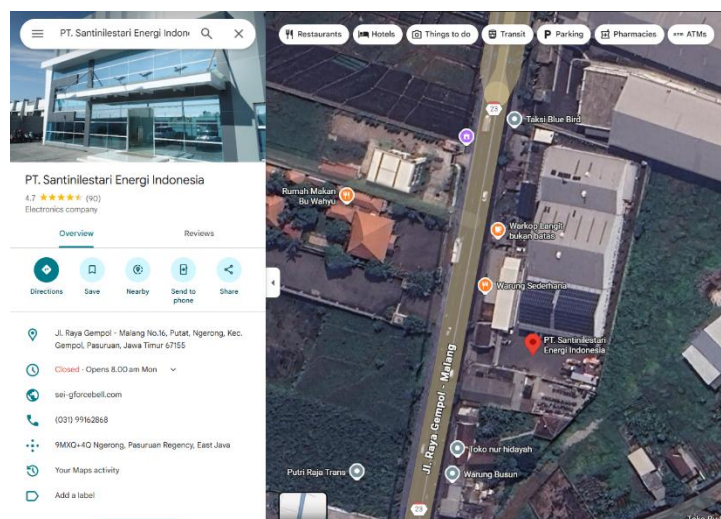 PT. Santinilestari Energi Indon
Restaurants
Hotels
Things to do
Transit
Parking
Pharmacies
ATMs
PT. Santinilestari Energi Indonesia
4.7 (90)
Electronics company
Overview
Reviews
Directions
Save
Nearby
Send to
phone
Share
Jl. Raya Gempol - Malang No.16, Putat, Ngerong, Kec.
Gempol, Pasuruan, Jawa Timur 67155
Closed · Opens 8.00 am Mon
sei-gforcebell.com
(031) 99162868
9MXQ+4Q Ngerong, Pasuruan Regency, East Java
Your Maps activity
Add a label
23
Taksi Blue Bird
Rumah Makan
Bu Wahyu
Warkop Langit
bukan batas
Warung Sederhana
PT. Santinilestari
Energi Indonesia
Jl. Raya Gempol - Malang
Toko nur hidayah
Putri Raja Trans
Warung Busun
23